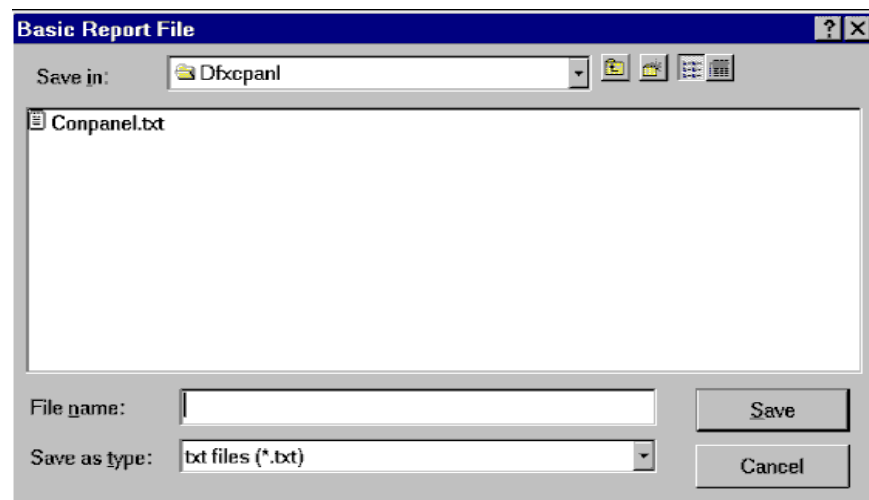 Basic Report File
Save in: Dfxcpanl
Conpanel.txt
File name:
Save
Save as type: txt files (*.txt)
Cancel